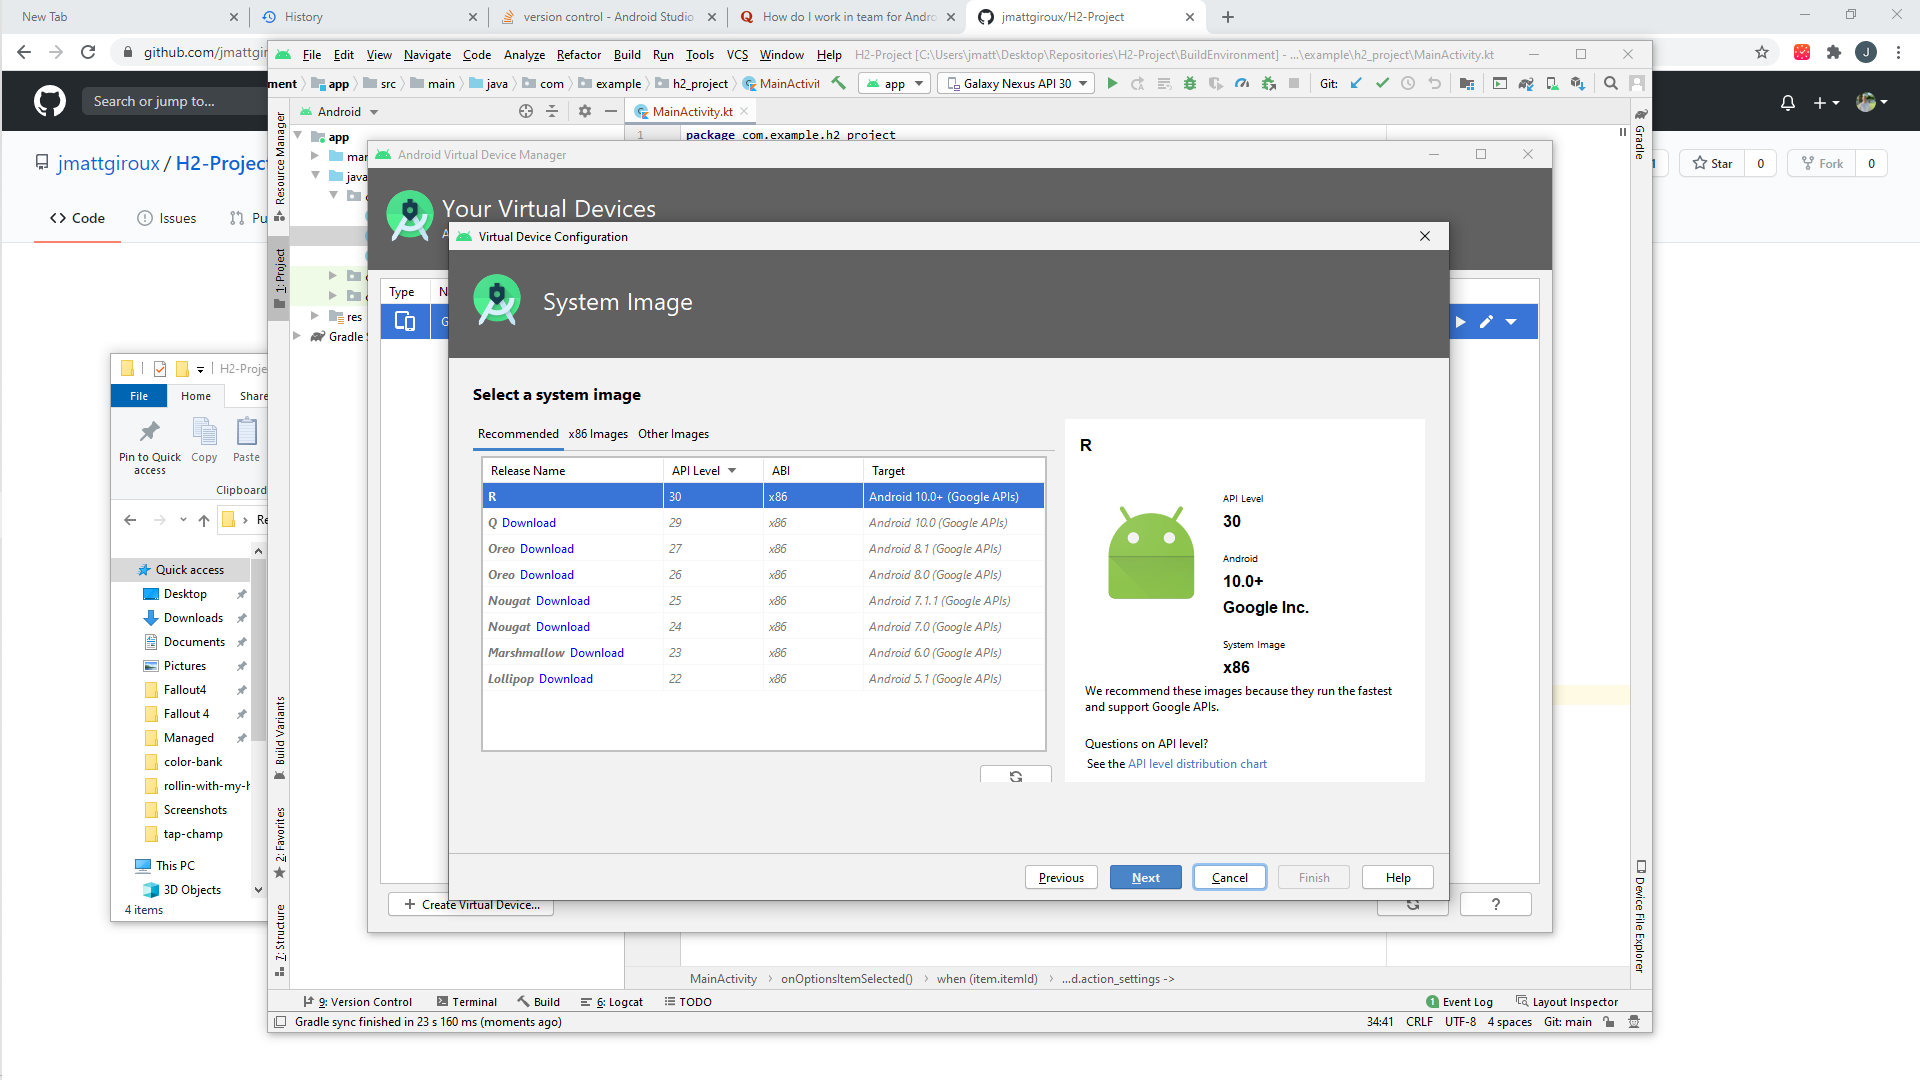 New Tab
History
version control - Android Studio
How do I work in team for Andro
jmattgiroux/H2-Project
github.com/jmattgir
J
File Edit View Navigate Code Analyze Refactor Build Run Tools VCS Window Help H2-Project [C:\Users\jmatt\Desktop\Repositories\H2-Project\BuildEnvironment] - ...\example\h2_project\MainActivity.kt
ment app src main java com example h2_project MainActivit app Galaxy Nexus API 30 Git:
Search or jump to...
jmattgiroux / H2-Project
1 Star 0 Fork 0
Code Issues Pu
Android
MainActivity.kt
1 package com.example.h2_project
app
mar
java
res
Gradle S
Resource Manager
1: Project
Build Variants
2: Favorites
7: Structure
Gradle
Device File Explorer
Android Virtual Device Manager
Your Virtual Devices
A
Type N
G
Virtual Device Configuration
System Image
Select a system image
Recommended x86 Images Other Images
Release Name API Level ABI Target
R 30 x86 Android 10.0+ (Google APIs)
Q Download 29 x86 Android 10.0 (Google APIs)
Oreo Download 27 x86 Android 8.1 (Google APIs)
Oreo Download 26 x86 Android 8.0 (Google APIs)
Nougat Download 25 x86 Android 7.1.1 (Google APIs)
Nougat Download 24 x86 Android 7.0 (Google APIs)
Marshmallow Download 23 x86 Android 6.0 (Google APIs)
Lollipop Download 22 x86 Android 5.1 (Google APIs)
R
API Level
30
Android
10.0+
Google Inc.
System Image
x86
We recommend these images because they run the fastest
and support Google APIs.
Questions on API level?
See the API level distribution chart
Previous Next Cancel Finish Help
+ Create Virtual Device...
?
H2-Proje
File Home Share
Pin to Quick
access
Copy
Paste
Clipboard
Re
Quick access
Desktop
Downloads
Documents
Pictures
Fallout4
Fallout 4
Managed
color-bank
rollin-with-my-h
Screenshots
tap-champ
This PC
3D Objects
4 items
MainActivity onOptionsItemSelected() when (item.itemId) ...d.action_settings ->
9: Version Control Terminal Build 6: Logcat TODO
1 Event Log Layout Inspector
Gradle sync finished in 23 s 160 ms (moments ago)
34:41 CRLF UTF-8 4 spaces Git: main